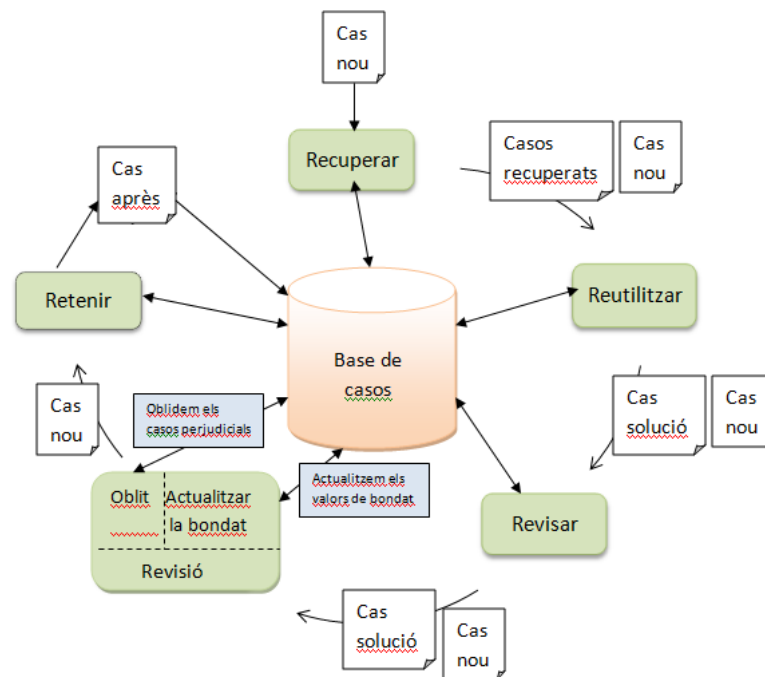 Cas
nou
Recuperar
Casos
recuperats
Cas
nou
Cas
après
Retenir
Reutilitzar
Base de
casos
Cas
nou
Oblidem els
casos perjudicials
Cas
solució
Cas
nou
Actualitzem els
valors de bondat
Oblit
Actualitzar
la bondat
Revisió
Revisar
Cas
solució
Cas
nou